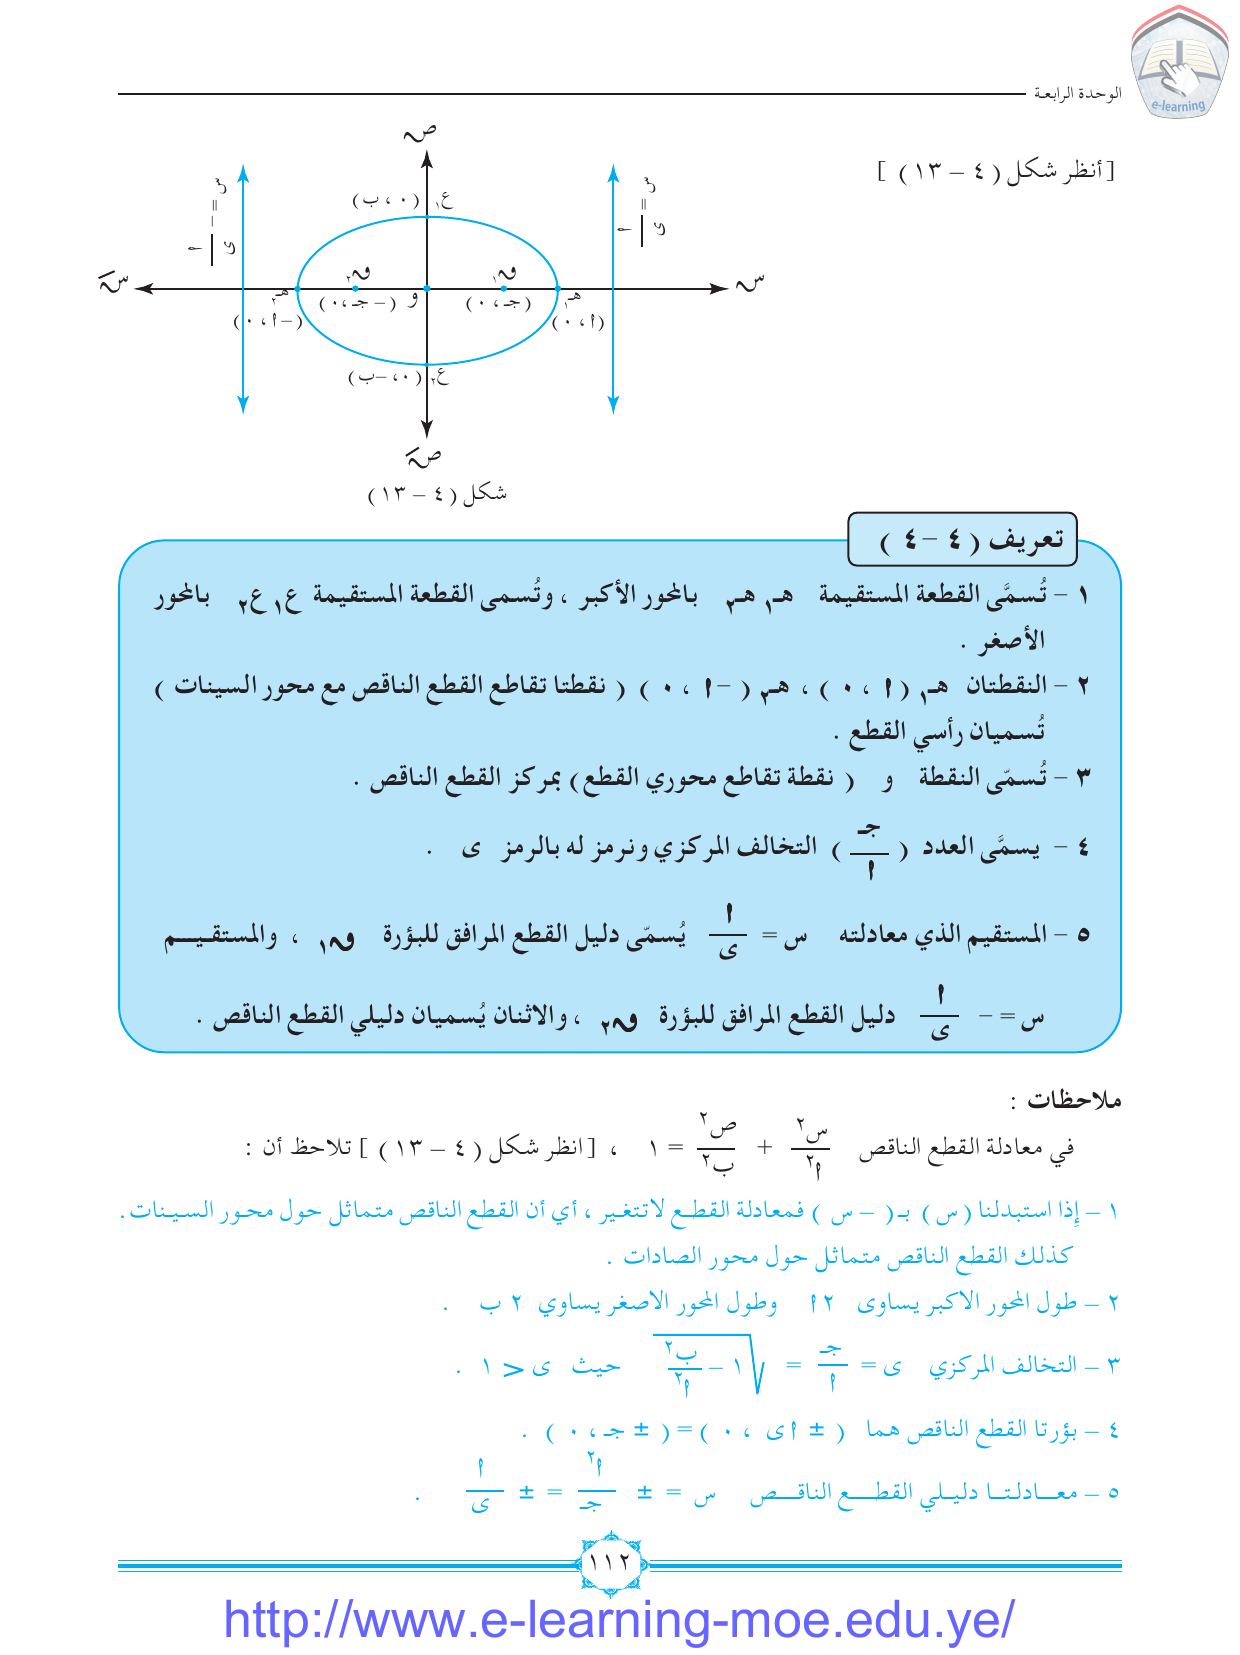 e-learning
الوحدة الرابعة
[ أنظر شكل ( ٤ – ١٣ ) ]
ص
ع١ ( ٠ ، ب )
س = ا/ى
س = – ا/ى
س
سَ
ق١
ق٢
و
هـ١
هـ٢
( جـ ، ٠ )
( – جـ ، ٠ )
( ا ، ٠ )
( – ا ، ٠ )
ع٢ ( ٠ ، – ب )
صَ
شكل ( ٤ – ١٣ )
تعريف ( ٤ – ٤ )
١ – تُسمَّى القطعة المستقيمة هـ١ هـ٢ بالمحور الأكبر ، وتُسمى القطعة المستقيمة ع١ ع٢ بالمحور
الأصغر .
٢ – النقطتان هـ١ ( ا ، ٠ ) ، هـ٢ ( – ا ، ٠ ) ( نقطتا تقاطع القطع الناقص مع محور السينات )
تُسميان رأسي القطع .
٣ – تُسمّى النقطة و ( نقطة تقاطع محوري القطع ) بمركز القطع الناقص .
٤ – يسمَّى العدد ( جـ/ا ) التخالف المركزي ونرمز له بالرمز ى .
٥ – المستقيم الذي معادلته س = ا/ى يُسمّى دليل القطع المرافق للبؤرة ق١ ، والمستقيم
س = – ا/ى دليل القطع المرافق للبؤرة ق٢ ، والاثنان يُسميان دليلي القطع الناقص .
ملاحظات :
في معادلة القطع الناقص س٢/ا٢ + ص٢/ب٢ = ١ ، [ انظر شكل ( ٤ – ١٣ ) ] تلاحظ أن :
١ – إِذا استبدلنا ( س ) بـ ( – س ) فمعادلة القطع لاتتغير ، أي أن القطع الناقص متماثل حول محور السينات .
كذلك القطع الناقص متماثل حول محور الصادات .
٢ – طول المحور الاكبر يساوى ٢ ا وطول المحور الاصغر يساوي ٢ ب .
٣ – التخالف المركزي ى = جـ/ا = √(١ – ب٢/ا٢) حيث ى < ١ .
٤ – بؤرتا القطع الناقص هما ( ± ا ى ، ٠ ) = ( ± جـ ، ٠ ) .
٥ – معادلتا دليلي القطع الناقص س = ± ا٢/جـ = ± ا/ى .
١١٢
http://www.e-learning-moe.edu.ye/